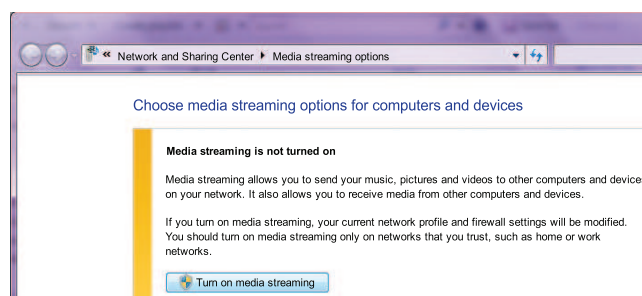 Network and Sharing Center Media streaming options
Choose media streaming options for computers and devices
Media streaming is not turned on
Media streaming allows you to send your music, pictures and videos to other computers and devices
on your network. It also allows you to receive media from other computers and devices.
If you turn on media streaming, your current network profile and firewall settings will be modified.
You should turn on media streaming only on networks that you trust, such as home or work
networks.
Turn on media streaming